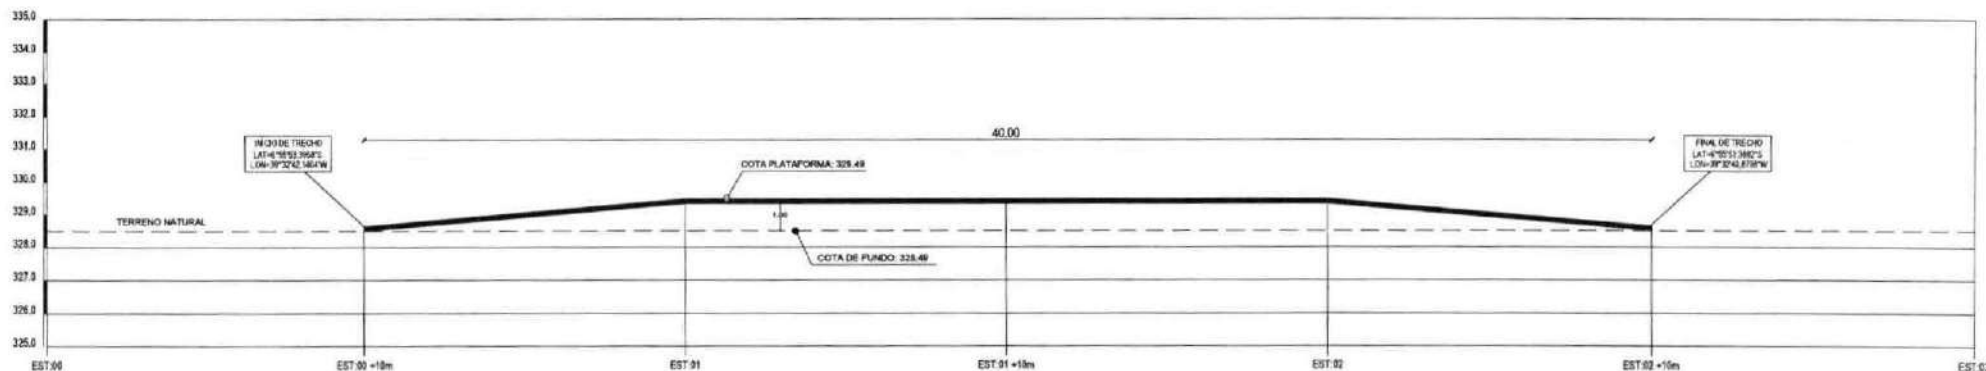 335.0
334.0
333.0
332.0
331.0
330.0
329.0
328.0
327.0
326.0
325.0
INÍCIO DE TRECHO
FINAL DE TRECHO
40.00
COTA PLATAFORMA: 329.49
TERRENO NATURAL
1.00
COTA DE FUNDO: 328.49
EST:00
EST:00 +10m
EST:01
EST:01 +10m
EST:02
EST:02 +10m